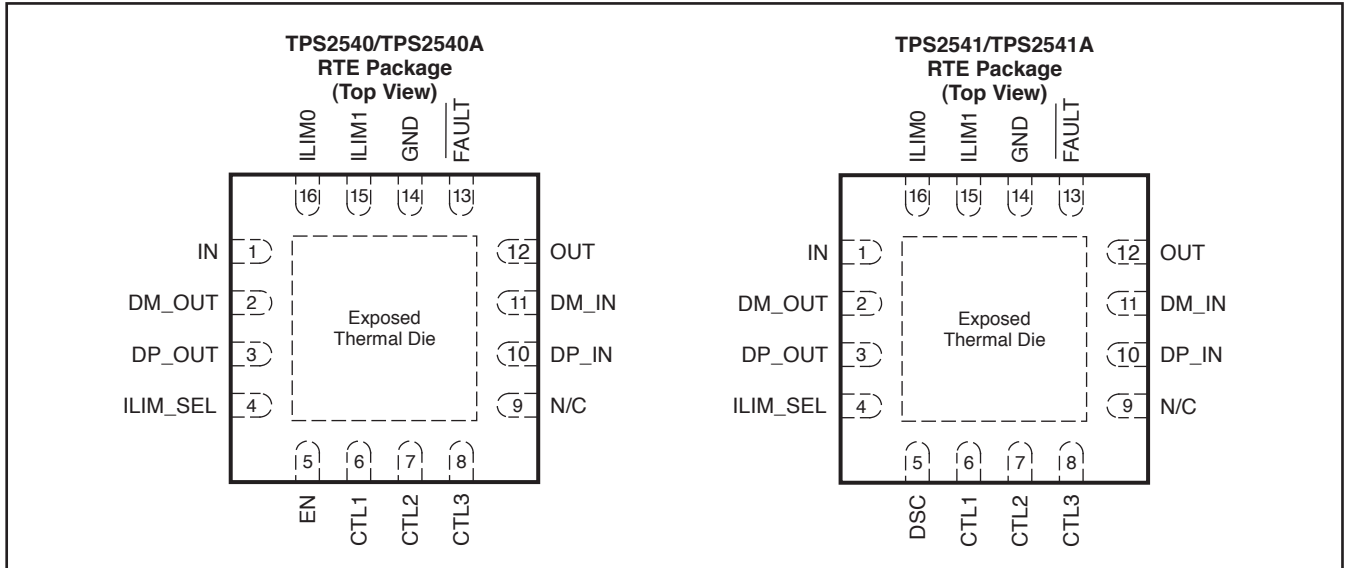 TPS2540/TPS2540A
RTE Package
(Top View)
ILIM0
ILIM1
GND
FAULT
16
15
14
13
IN 1
12 OUT
DM_OUT 2
11 DM_IN
DP_OUT 3
10 DP_IN
ILIM_SEL 4
9 N/C
Exposed
Thermal Die
5
6
7
8
EN
CTL1
CTL2
CTL3
TPS2541/TPS2541A
RTE Package
(Top View)
ILIM0
ILIM1
GND
FAULT
16
15
14
13
IN 1
12 OUT
DM_OUT 2
11 DM_IN
DP_OUT 3
10 DP_IN
ILIM_SEL 4
9 N/C
Exposed
Thermal Die
5
6
7
8
DSC
CTL1
CTL2
CTL3